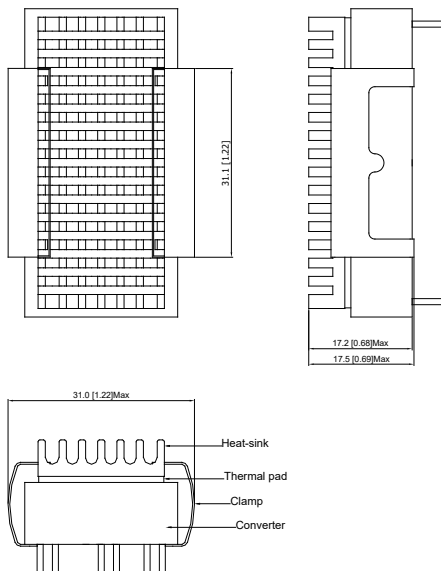 31.1 [1.22]
17.2 [0.68]Max
17.5 [0.69]Max
31.0 [1.22]Max
Heat-sink
Thermal pad
Clamp
Converter